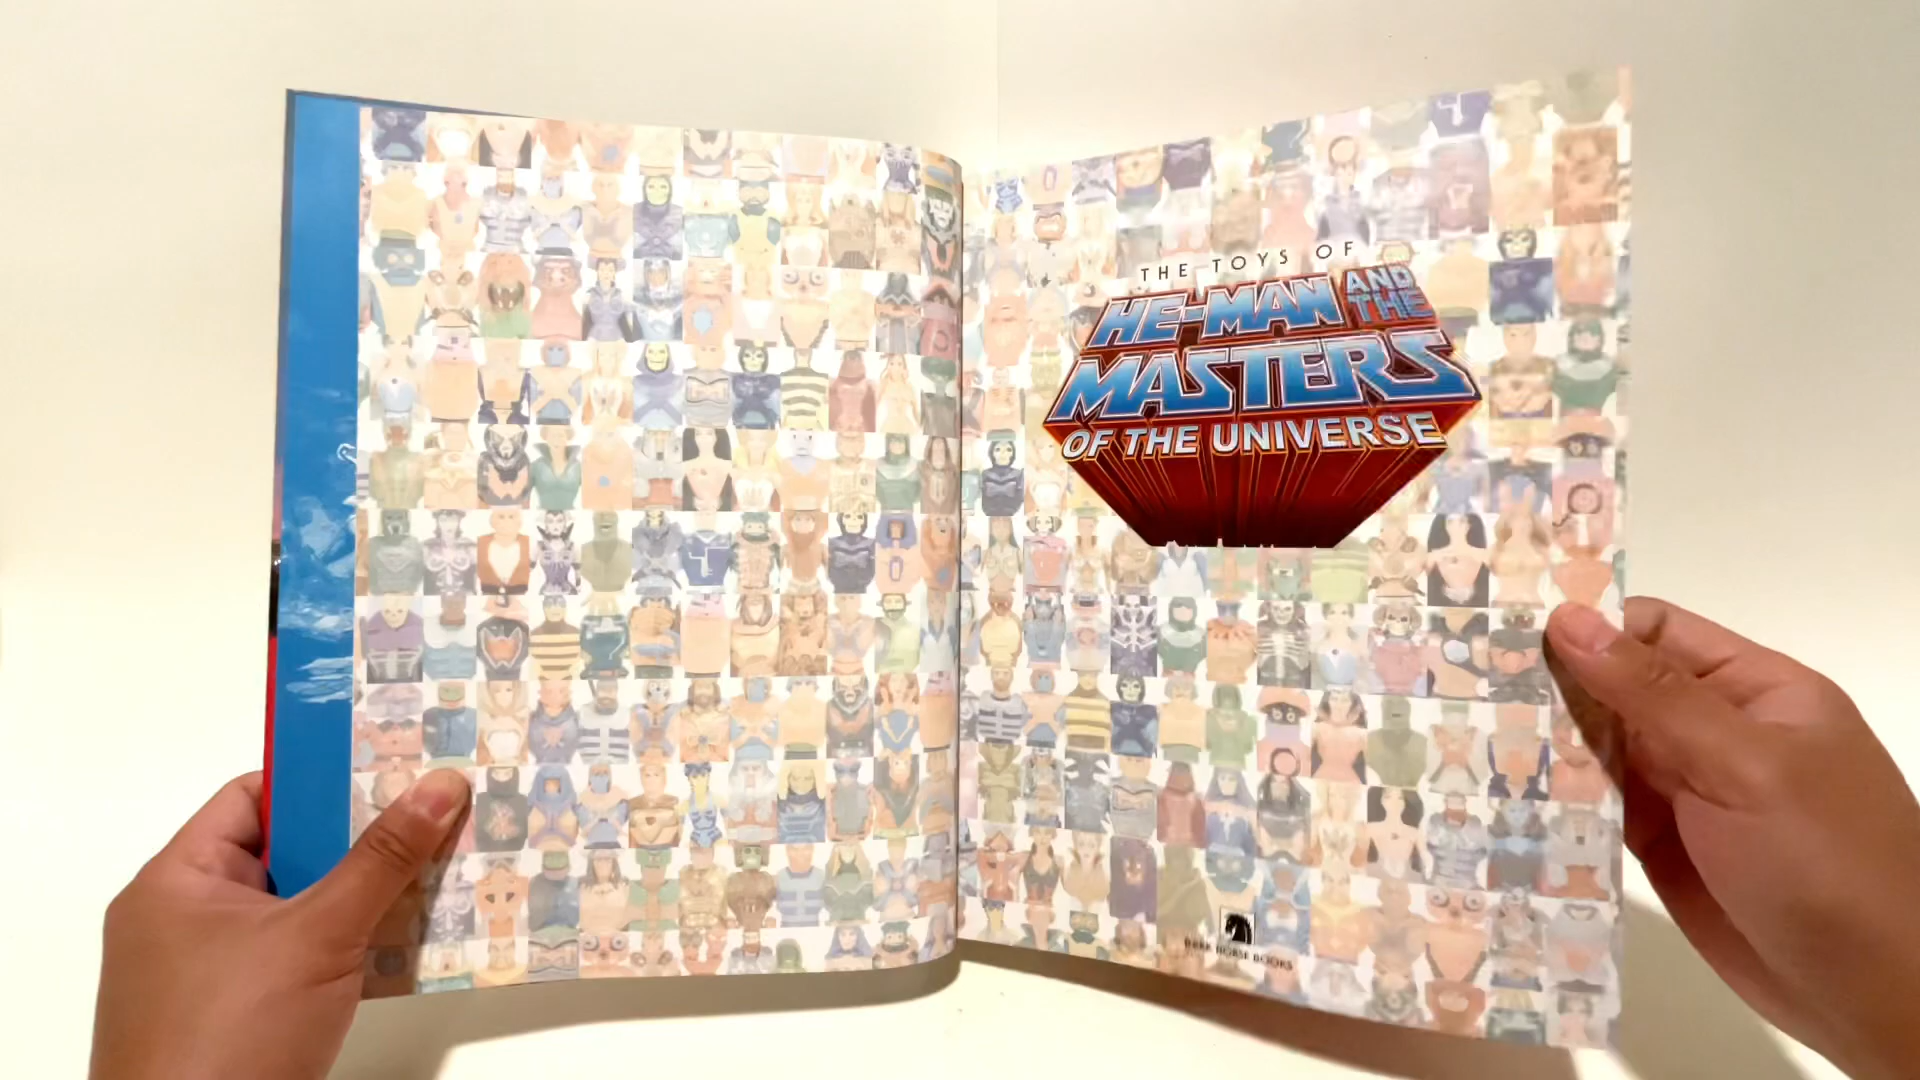 THE TOYS OF
HE-MAN AND THE
MASTERS
OF THE UNIVERSE
DARK HORSE BOOKS